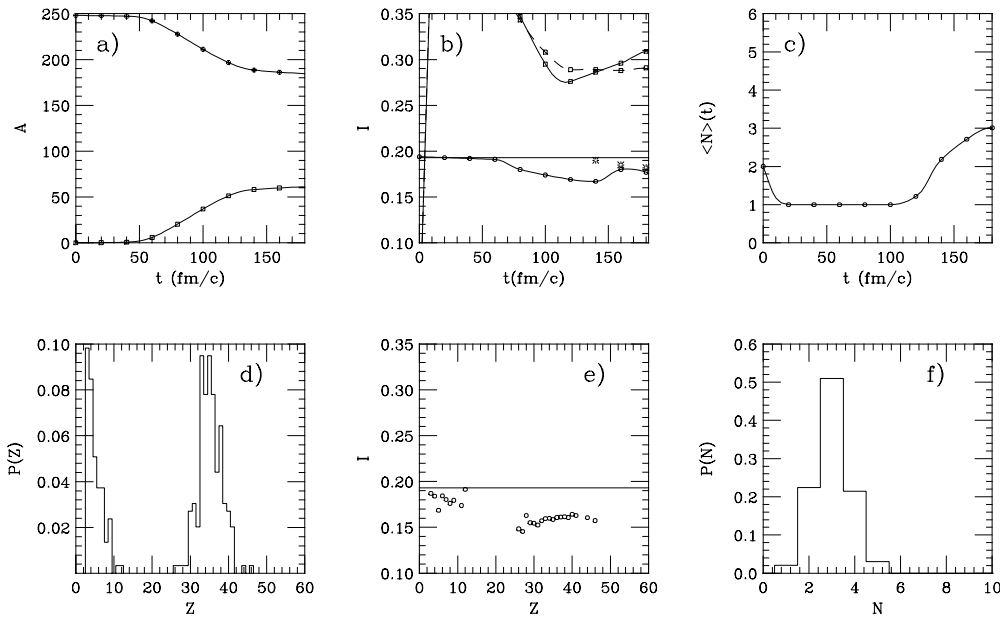 a)
250
200
150
100
50
0
A
0 50 100 150
t (fm/c)
b)
0.35
0.30
0.25
0.20
0.15
0.10
I
0 50 100 150
t(fm/c)
c)
6
5
4
3
2
1
0
<N>(t)
0 50 100 150
t (fm/c)
d)
0.10
0.08
0.06
0.04
0.02
P(Z)
0 10 20 30 40 50 60
Z
e)
0.35
0.30
0.25
0.20
0.15
0.10
I
0 10 20 30 40 50 60
Z
f)
0.6
0.5
0.4
0.3
0.2
0.1
0.0
P(N)
0 2 4 6 8 10
N